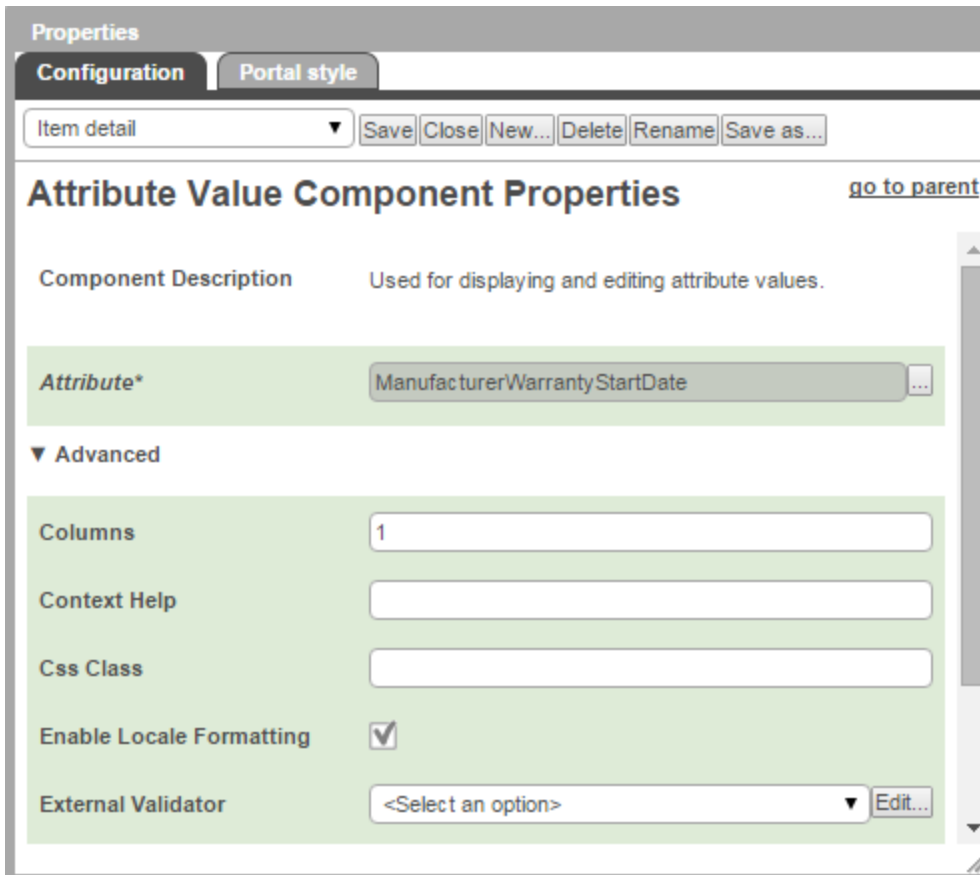 Properties
Configuration Portal style
Item detail ▼ Save Close New... Delete Rename Save as...
Attribute Value Component Properties go to parent
Component Description Used for displaying and editing attribute values.
Attribute* ManufacturerWarrantyStartDate ...
▼ Advanced
Columns 1
Context Help
Css Class
Enable Locale Formatting
External Validator <Select an option> ▼ Edit...